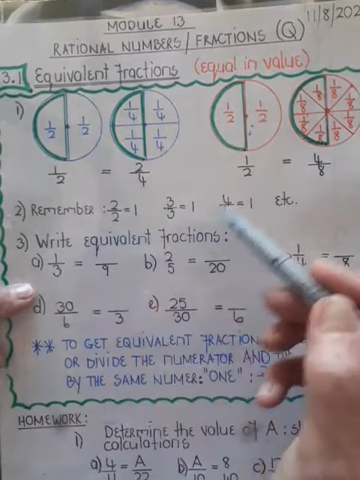 MODULE 13
RATIONAL NUMBERS/FRACTIONS (Q) 11/8/202
3.1 Equivalent fractions (equal in value)
1) 1/2 1/2 1/4 1/4 1/4 1/4 1/2 1/2 1/8 1/8 1/8 1/8 1/8 1/8 1/8 1/8
1/2 = 2/4 1/2 = 4/8
2) Remember: 2/2 = 1 3/3 = 1 4/ = 1 etc.
3) Write equivalent fractions:
a) 1/3 = /9 b) 2/5 = /20 1/4 = /8
d) 30/6 = /3 e) 25/30 = /6
** TO GET EQUIVALENT FRACTION
OR DIVIDE THE NUMERATOR AND
BY THE SAME NUMER: "ONE" :
HOMEWORK:
1) Determine the value of A:
calculations
a) 4/11 = A/22 b) A/10 = 8/40 c)